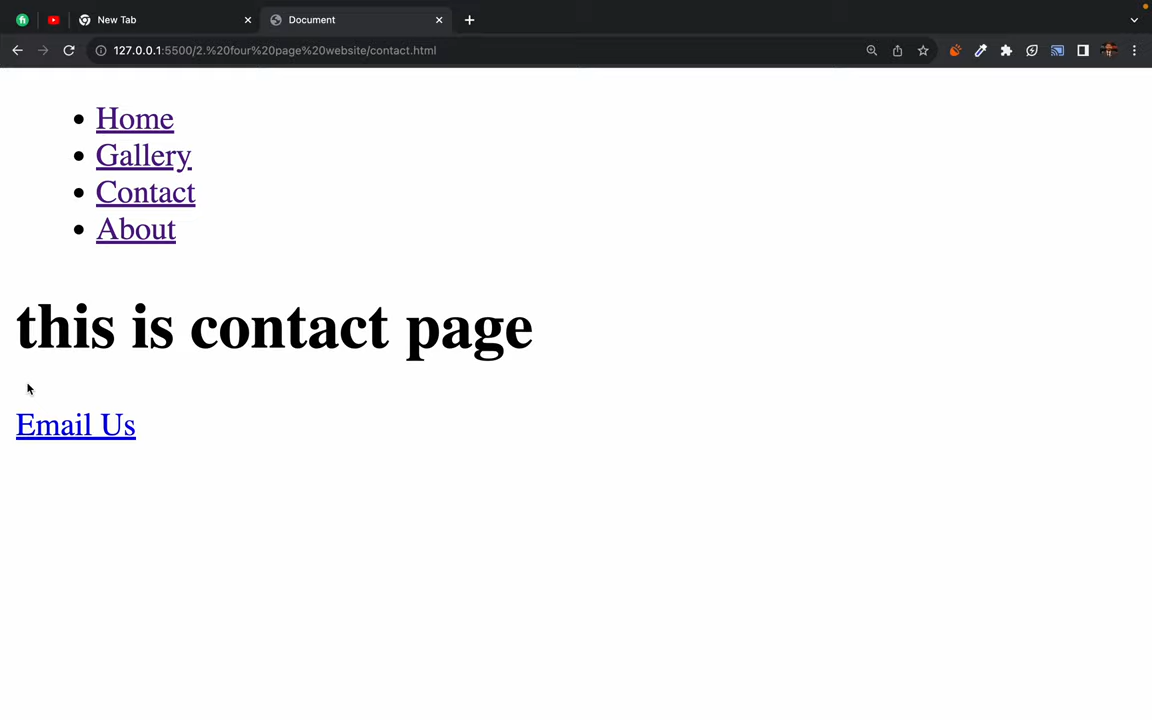 New Tab
Document
127.0.0.1:5500/2.%20four%20page%20website/contact.html
Home
Gallery
Contact
About
this is contact page
Email Us